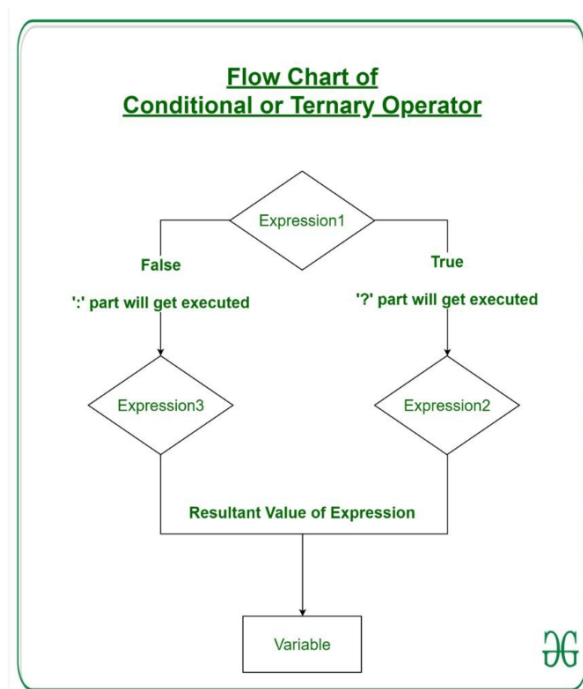 Flow Chart of
Conditional or Ternary Operator
Expression1
False
True
':' part will get executed
'?' part will get executed
Expression3
Expression2
Resultant Value of Expression
Variable